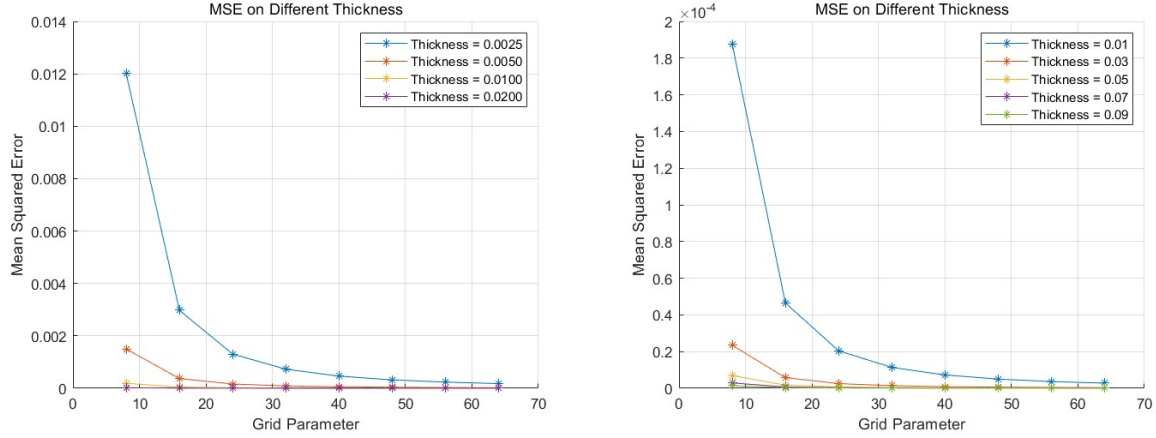 MSE on Different Thickness
0.014
0.012
0.01
0.008
0.006
0.004
0.002
0
Mean Squared Error
Thickness = 0.0025
Thickness = 0.0050
Thickness = 0.0100
Thickness = 0.0200
0 10 20 30 40 50 60 70
Grid Parameter
MSE on Different Thickness
×10-4
2
1.8
1.6
1.4
1.2
1
0.8
0.6
0.4
0.2
0
Mean Squared Error
Thickness = 0.01
Thickness = 0.03
Thickness = 0.05
Thickness = 0.07
Thickness = 0.09
0 10 20 30 40 50 60 70
Grid Parameter